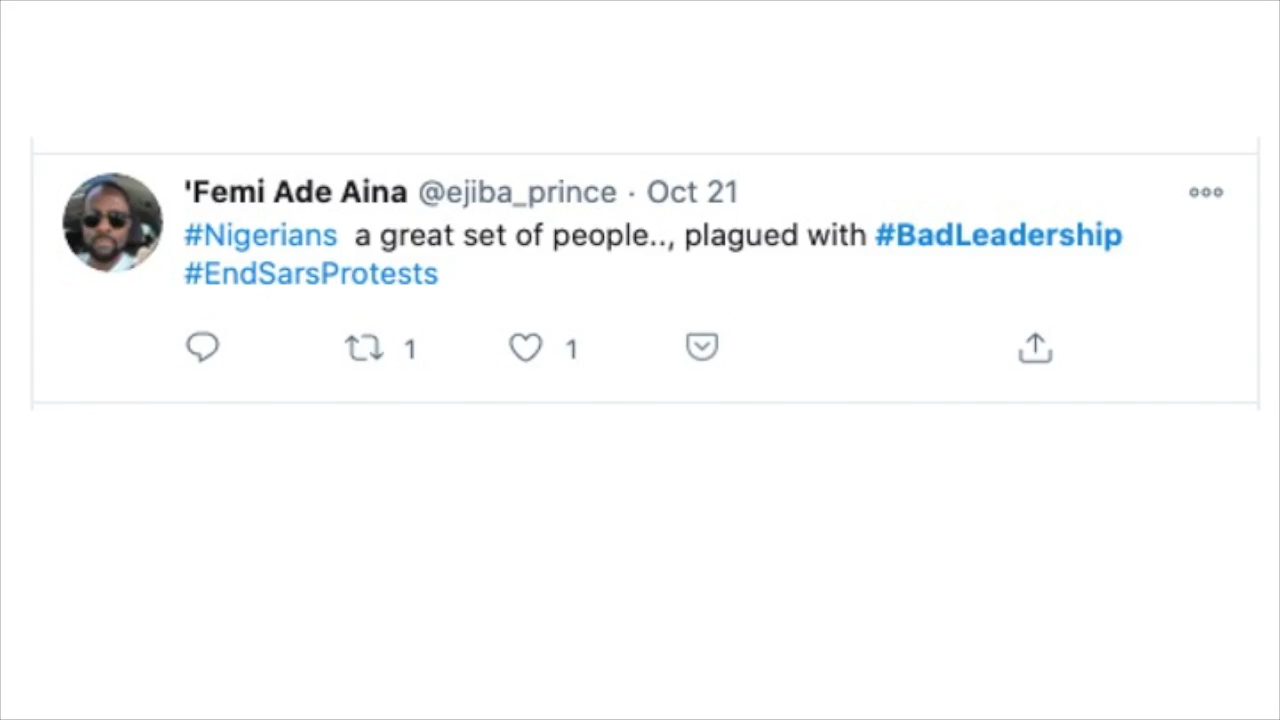 'Femi Ade Aina @ejiba_prince · Oct 21
#Nigerians  a great set of people.., plagued with #BadLeadership
#EndSarsProtests
1 1